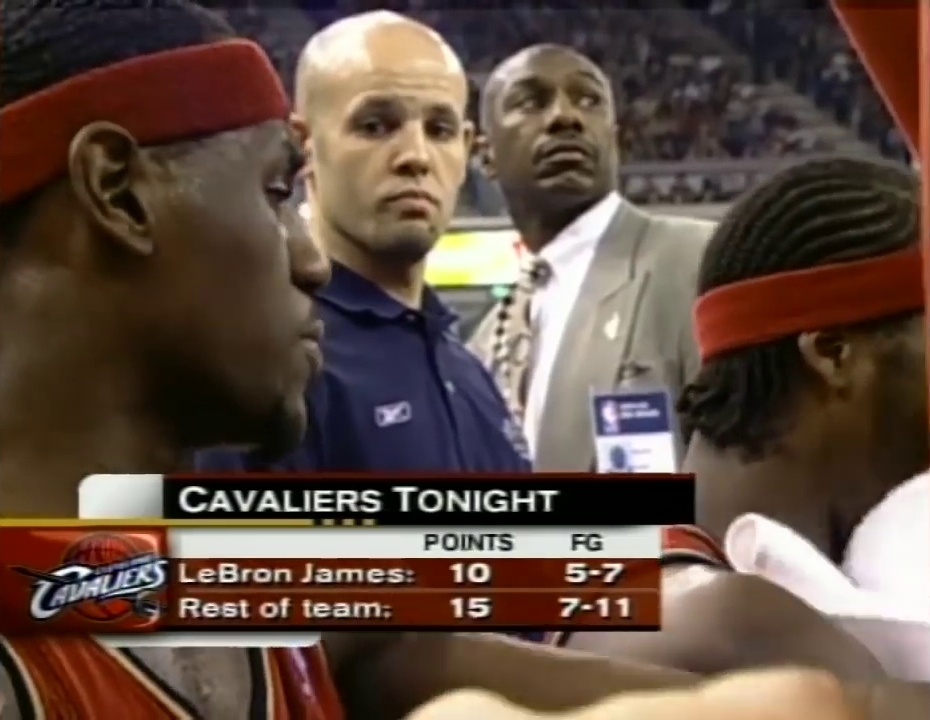 CAVALIERS TONIGHT
POINTS FG
CAVALIERS
LeBron James: 10 5-7
Rest of team: 15 7-11